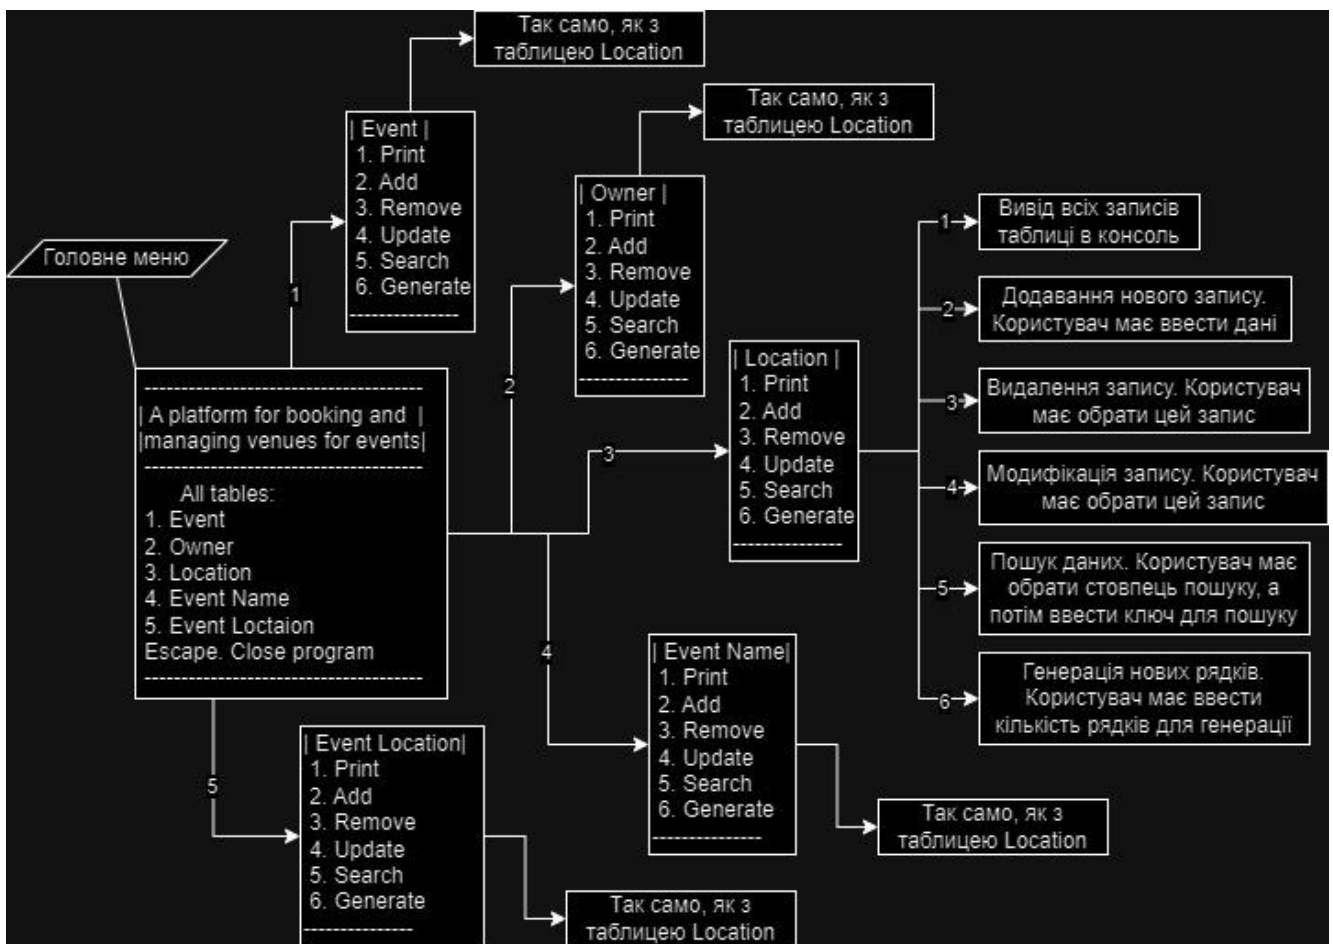 Головне меню
----------------------------------------
| A platform for booking and |
|managing venues for events|
----------------------------------------
All tables:
1. Event
2. Owner
3. Location
4. Event Name
5. Event Loctaion
Escape. Close program
----------------------------------------
1
| Event |
1. Print
2. Add
3. Remove
4. Update
5. Search
6. Generate
----------------
Так само, як з
таблицею Location
2
| Owner |
1. Print
2. Add
3. Remove
4. Update
5. Search
6. Generate
----------------
Так само, як з
таблицею Location
3
| Location |
1. Print
2. Add
3. Remove
4. Update
5. Search
6. Generate
----------------
1
Вивід всіх записів
таблиці в консоль
2
Додавання нового запису.
Користувач має ввести дані
3
Видалення запису. Користувач
має обрати цей запис
4
Модифікація запису. Користувач
має обрати цей запис
5
Пошук даних. Користувач має
обрати стовпець пошуку, а
потім ввести ключ для пошуку
6
Генерація нових рядків.
Користувач має ввести
кількість рядків для генерації
4
| Event Name|
1. Print
2. Add
3. Remove
4. Update
5. Search
6. Generate
----------------
Так само, як з
таблицею Location
5
| Event Location|
1. Print
2. Add
3. Remove
4. Update
5. Search
6. Generate
----------------
Так само, як з
таблицею Location